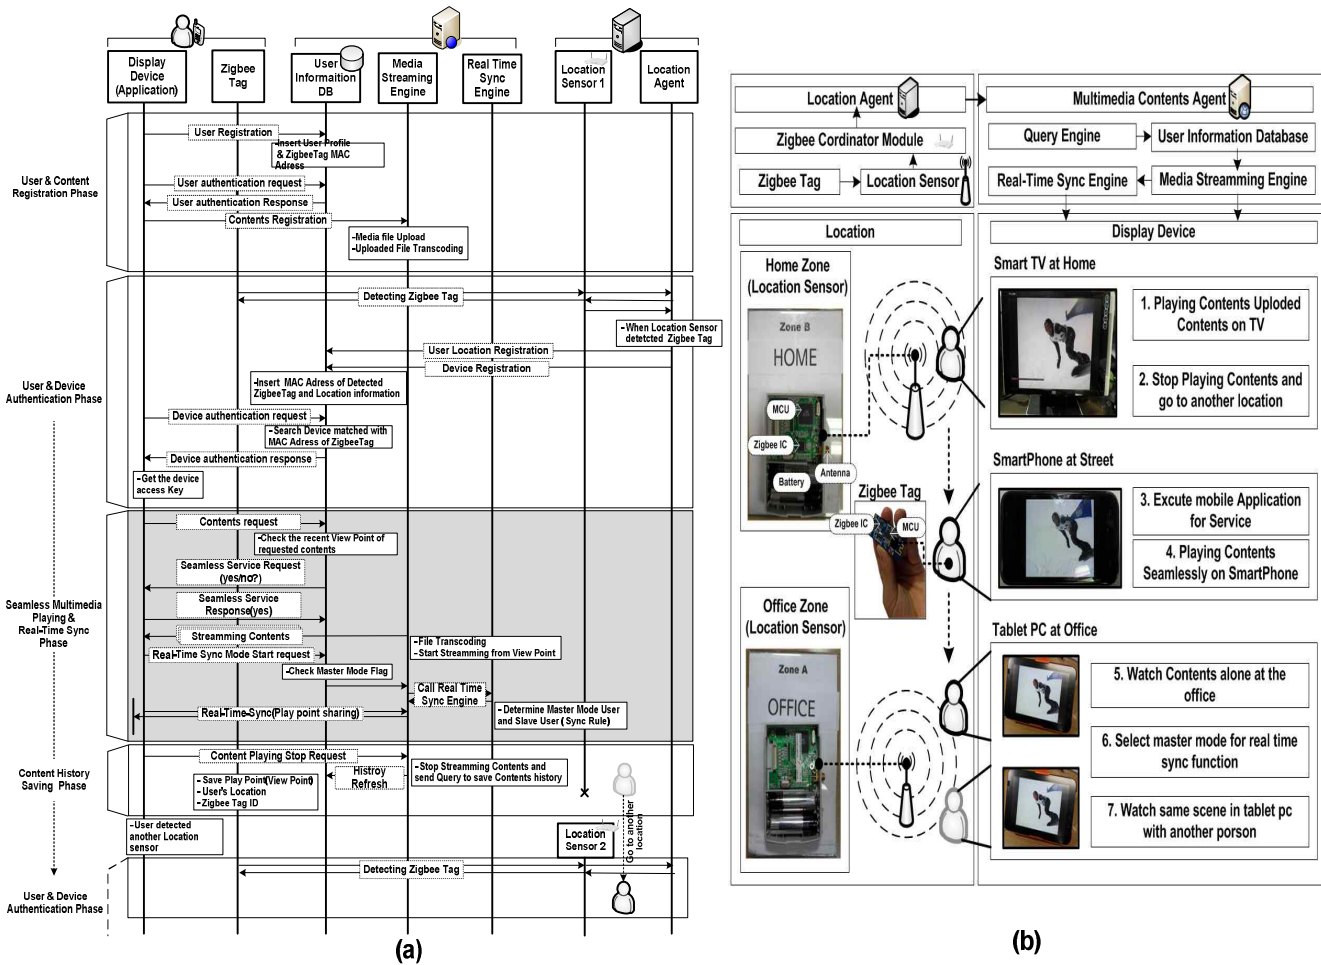 Display
Device
(Application)
Zigbee
Tag
User
Informaition
DB
Media
Streaming
Engine
Real Time
Sync
Engine
Location
Sensor 1
Location
Agent
User & Content
Registration Phase
User Registration
-Insert User Profile
& ZigbeeTag MAC
Adress
User authentication request
User authentication Response
Contents Registration
-Media file Upload
-Uploaded File Transcoding
User & Device
Authentication Phase
Detecting Zigbee Tag
-When Location Sensor
detetcted Zigbee Tag
User Location Registration
Device Registration
-Insert MAC Adress of Detected
ZigbeeTag and Location information
Device authentication request
-Search Device matched with
MAC Adress of ZigbeeTag
Device authentication response
-Get the device
access Key
Seamless Multimedia
Playing &
Real-Time Sync
Phase
Contents request
-Check the recent View Point of
requested contents
Seamless Service Request
(yes/no?)
Seamless Service
Response(yes)
Streamming Contents
-File Transcoding
-Start Streamming from View Point
Real-Time Sync Mode Start request
-Check Master Mode Flag
Call Real Time
Sync Engine
Real-Time-Sync(Play point sharing)
-Determine Master Mode User
and Slave User (Sync Rule)
Content History
Saving Phase
Content Playing Stop Request
Histroy
Refresh
-Stop Streamming Contents and
send Query to save Contents history
-Save Play Point(View Point)
-User's Location
-Zigbee Tag ID
-User detected
another Location
sensor
Location
Sensor 2
Go to another
location
User & Device
Authentication Phase
Detecting Zigbee Tag
(a)
Location Agent
Zigbee Cordinator Module
Zigbee Tag
Location Sensor
Multimedia Contents Agent
Query Engine
User Information Database
Real-Time Sync Engine
Media Streamming Engine
Location
Display Device
Home Zone
(Location Sensor)
Zone B
HOME
MCU
Zigbee IC
Antenna
Battery
Zigbee Tag
Zigbee IC
MCU
Office Zone
(Location Sensor)
Zone A
OFFICE
Smart TV at Home
1. Playing Contents Uploded
Contents on TV
2. Stop Playing Contents and
go to another location
SmartPhone at Street
3. Excute mobile Application
for Service
4. Playing Contents
Seamlessly on SmartPhone
Tablet PC at Office
5. Watch Contents alone at the
office
6. Select master mode for real time
sync function
7. Watch same scene in tablet pc
with another porson
(b)